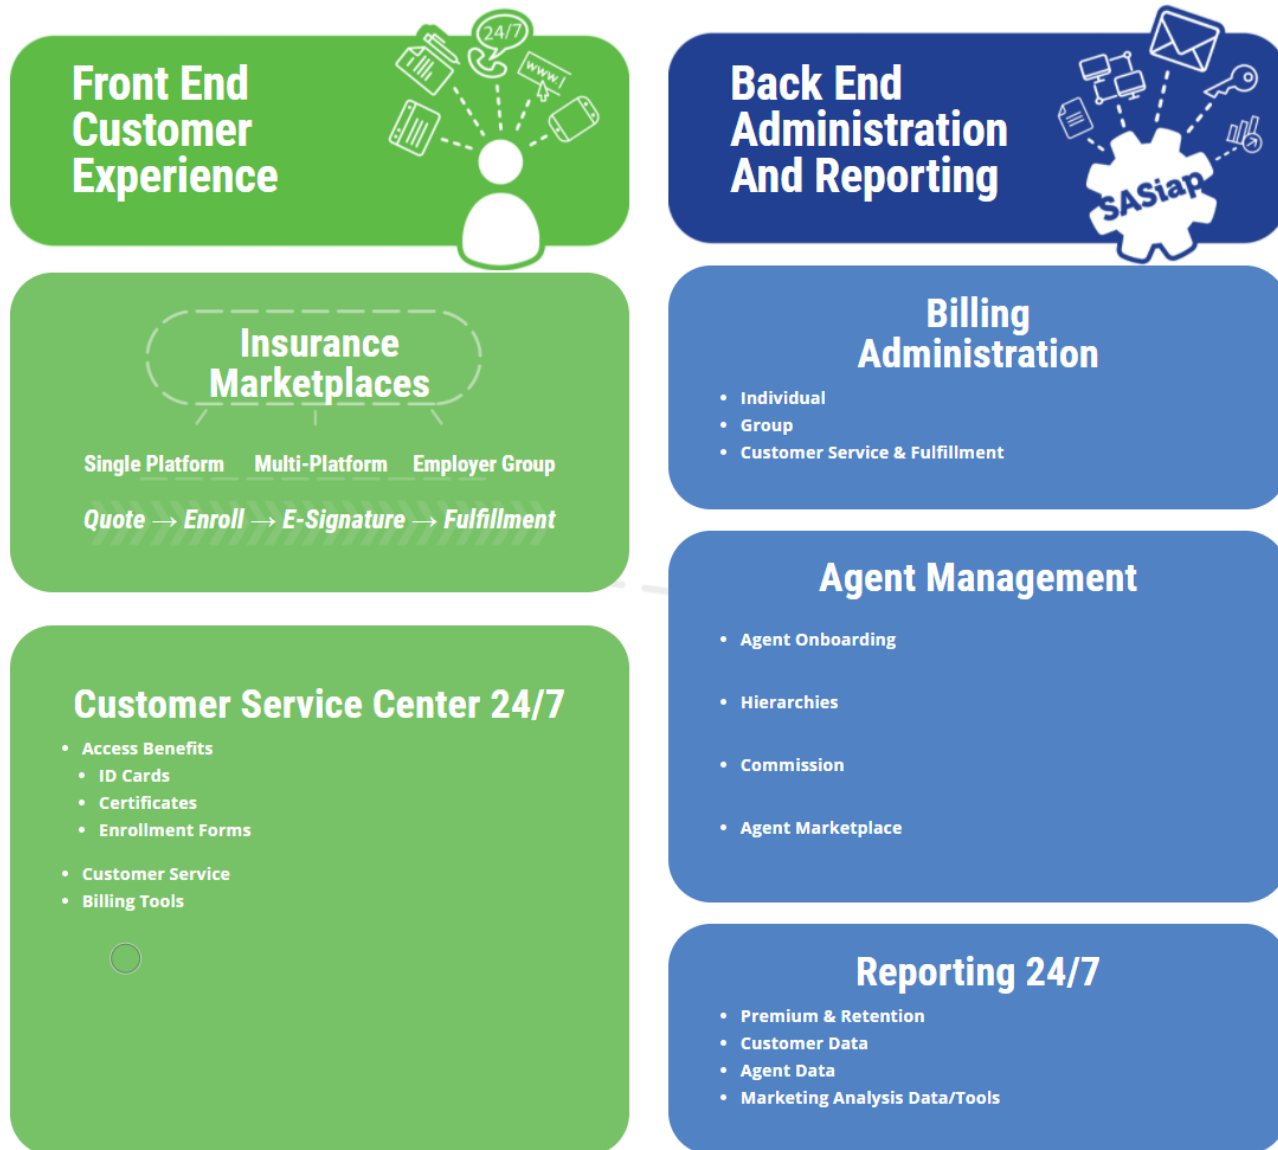 Front End
Customer
Experience
24/7
www.
Insurance
Marketplaces
Single Platform Multi-Platform Employer Group
Quote → Enroll → E-Signature → Fulfillment
Customer Service Center 24/7
• Access Benefits
• ID Cards
• Certificates
• Enrollment Forms
• Customer Service
• Billing Tools
Back End
Administration
And Reporting
SASiap
Billing
Administration
• Individual
• Group
• Customer Service & Fulfillment
Agent Management
• Agent Onboarding
• Hierarchies
• Commission
• Agent Marketplace
Reporting 24/7
• Premium & Retention
• Customer Data
• Agent Data
• Marketing Analysis Data/Tools